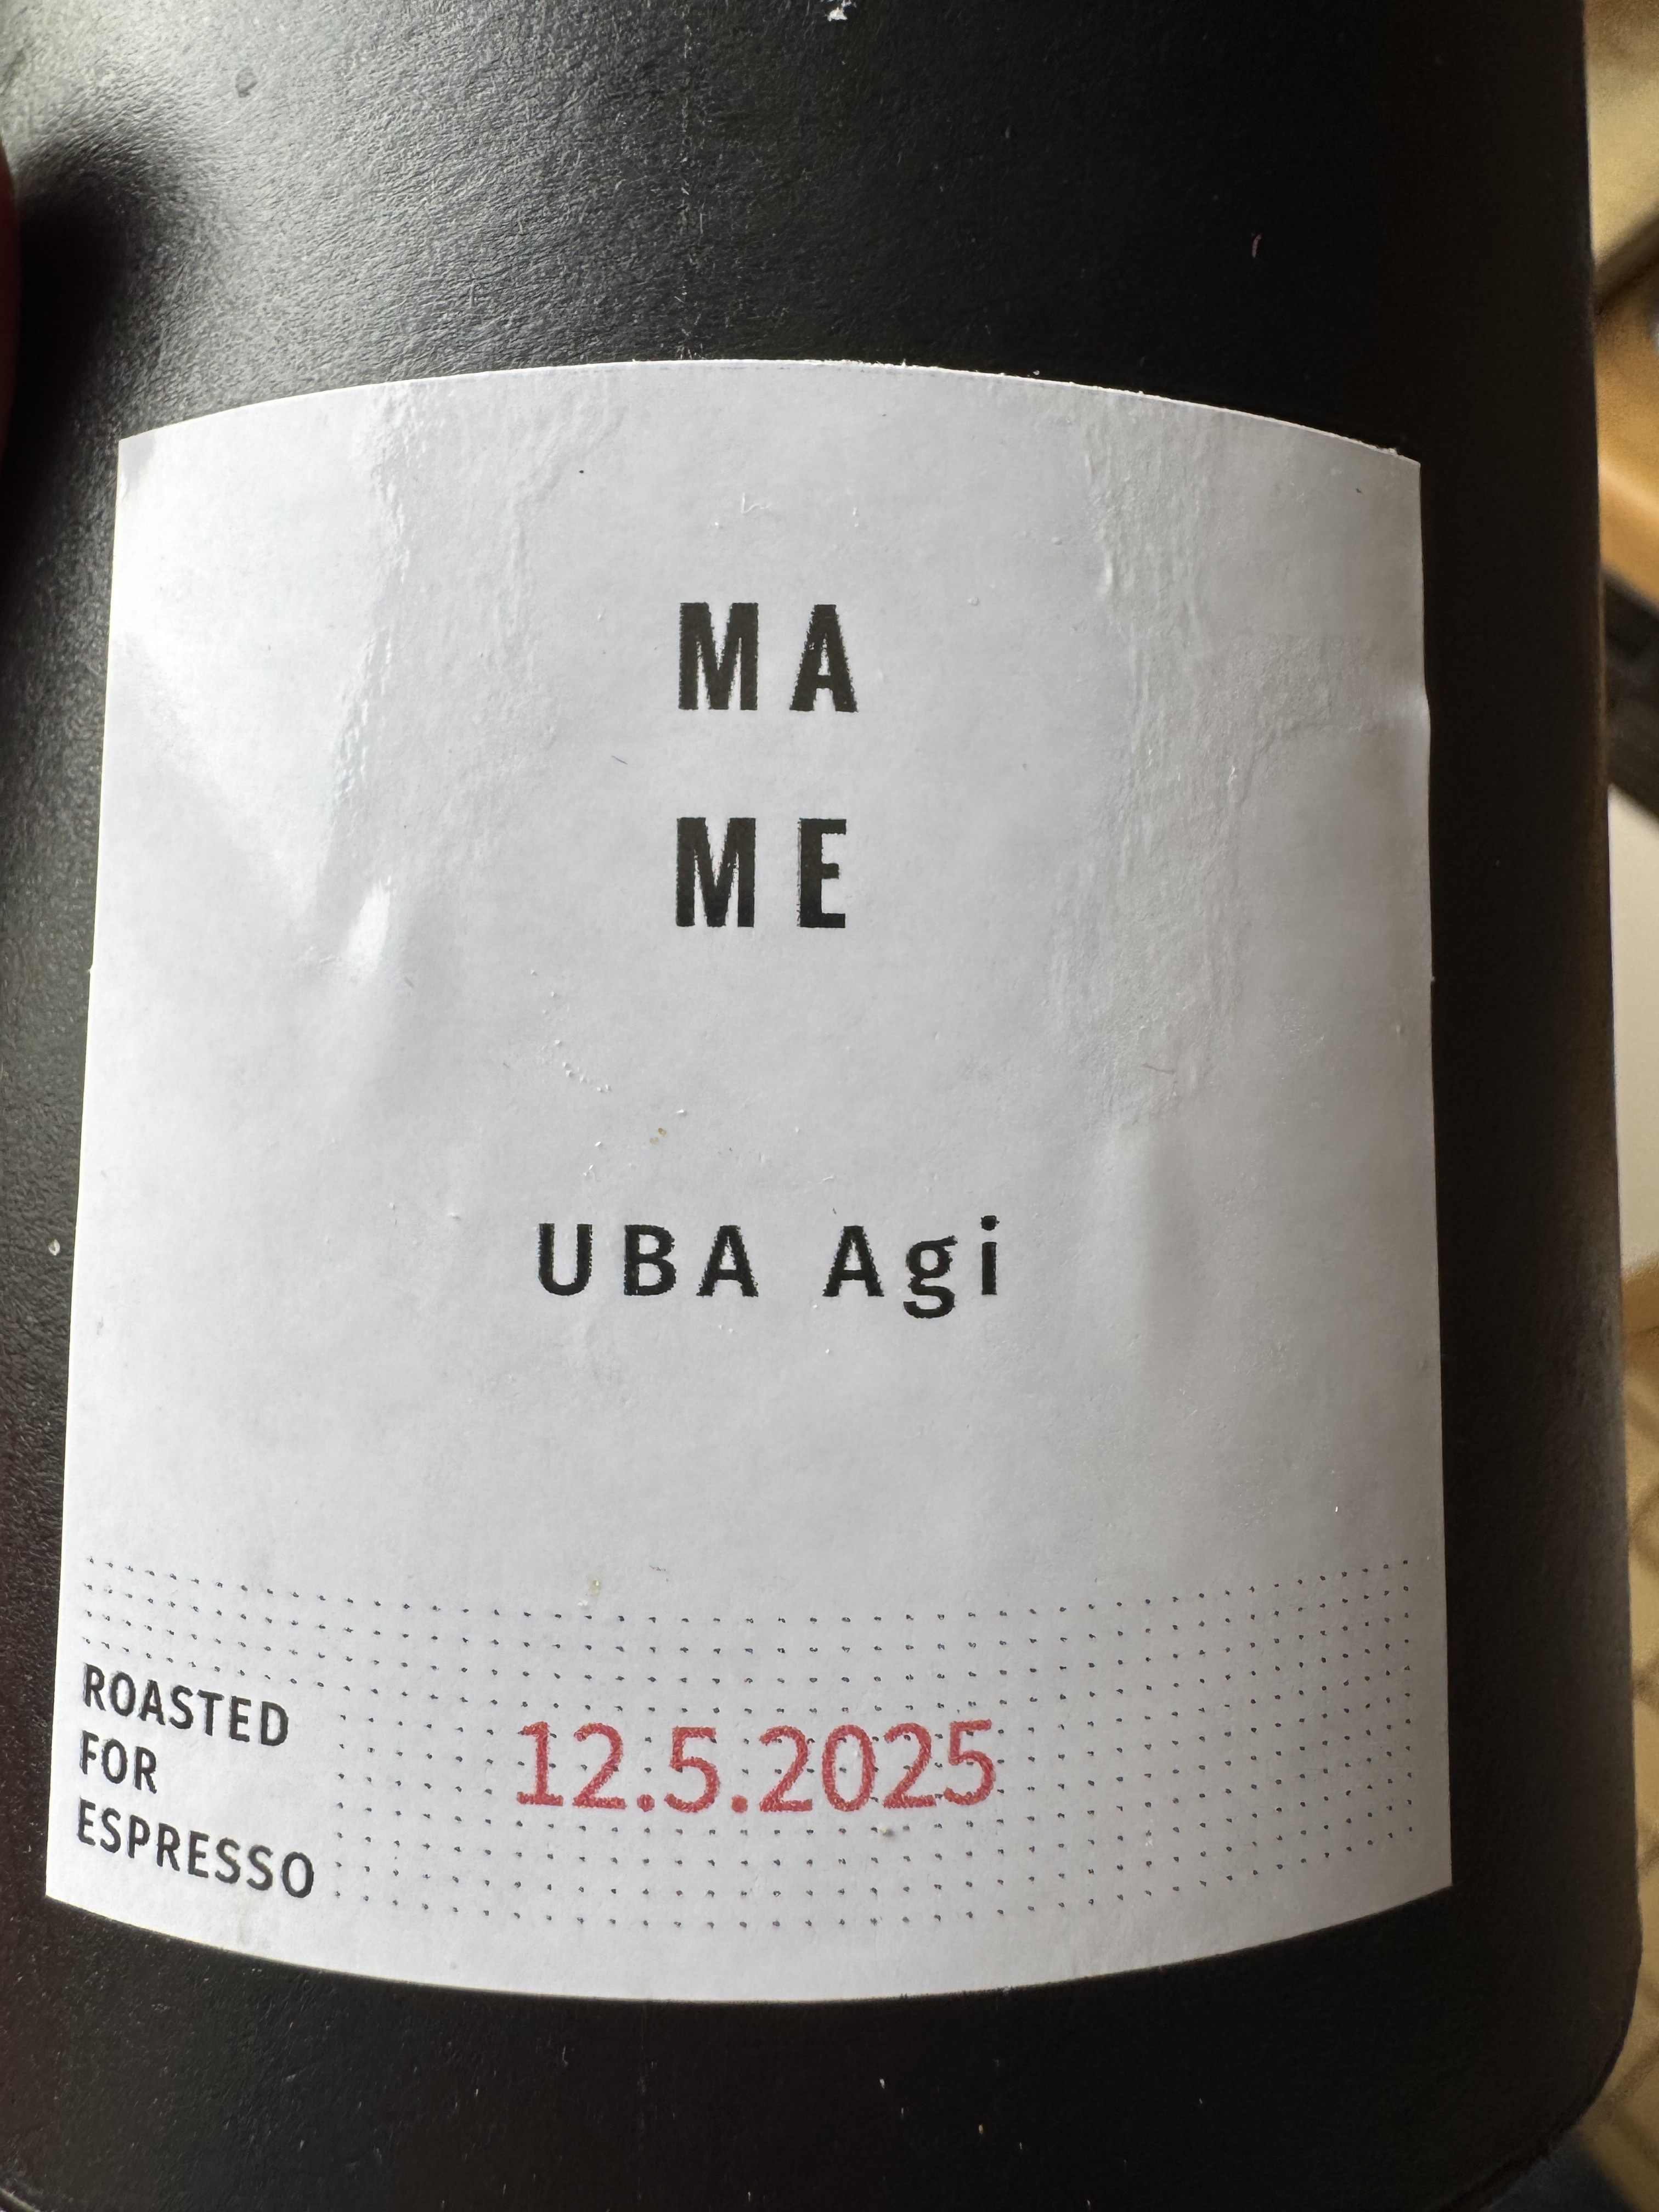 MA
ME
UBA Agi
ROASTED
FOR
ESPRESSO
12.5.2025